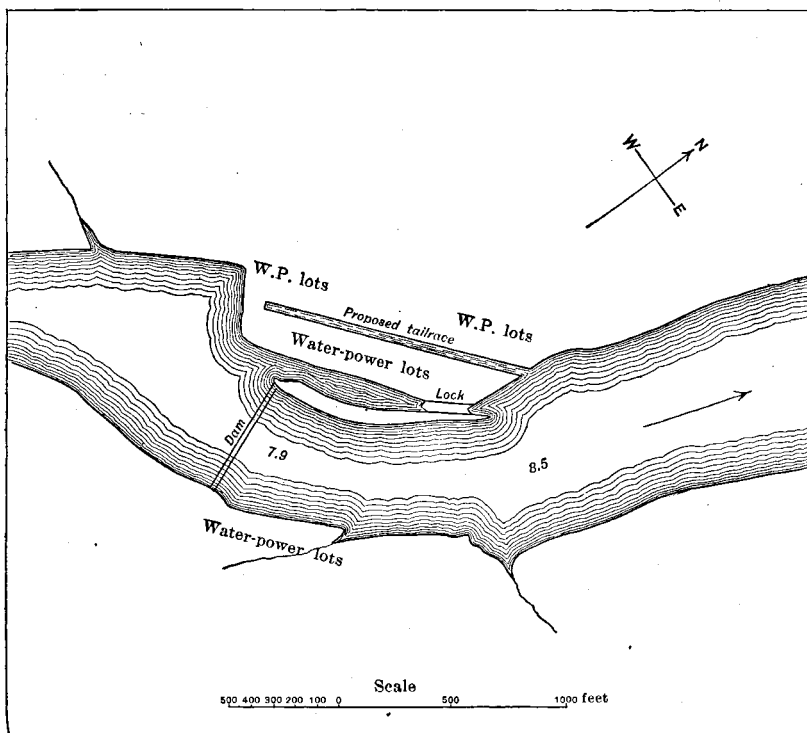 W
N
E
W.P. lots
Proposed tailrace
W.P. lots
Water-power lots
Lock
Dam
7.9
8.5
Water-power lots
Scale
500 400 300 200 100 0 500 1000 feet